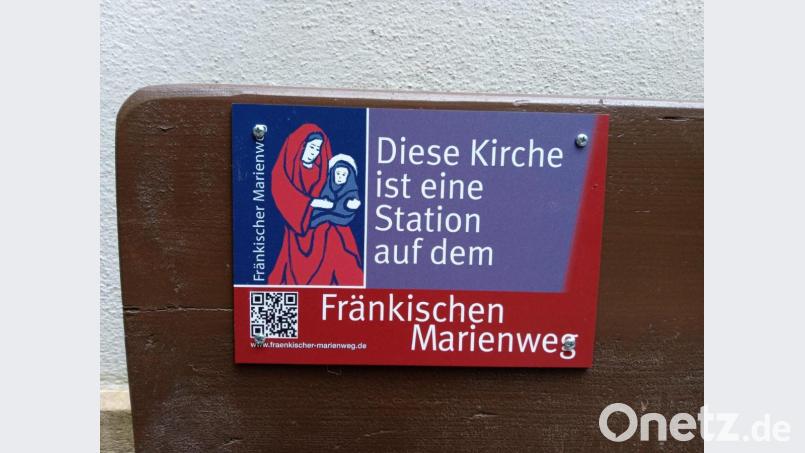 Fränkischer Marienweg
Diese Kirche
ist eine
Station
auf dem
Fränkischen
Marienweg
www.fraenkischer-marienweg.de
Onetz.de